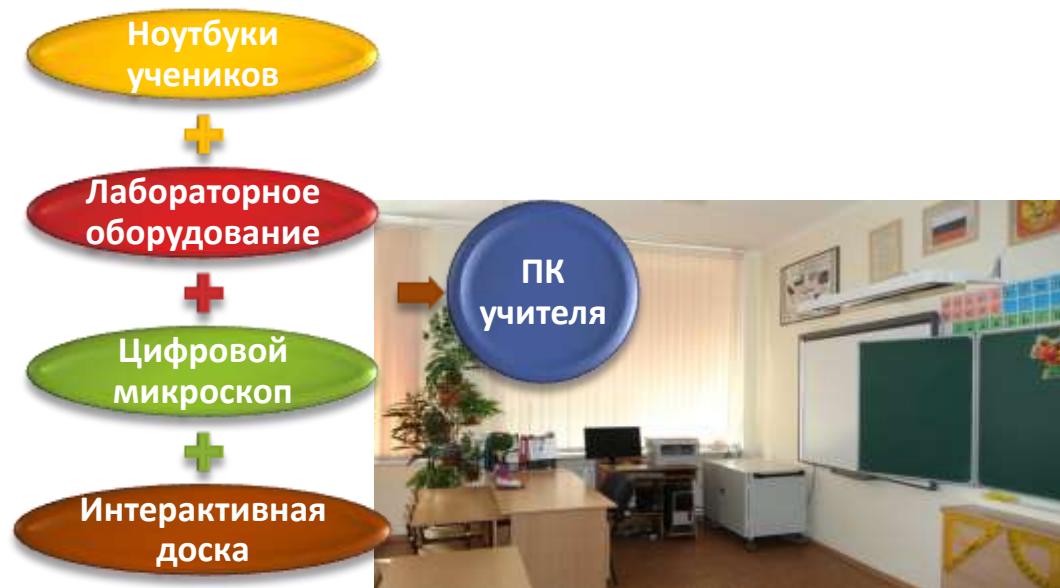 Ноутбуки
учеников
Лабораторное
оборудование
ПК
учителя
Цифровой
микроскоп
Интерактивная
доска